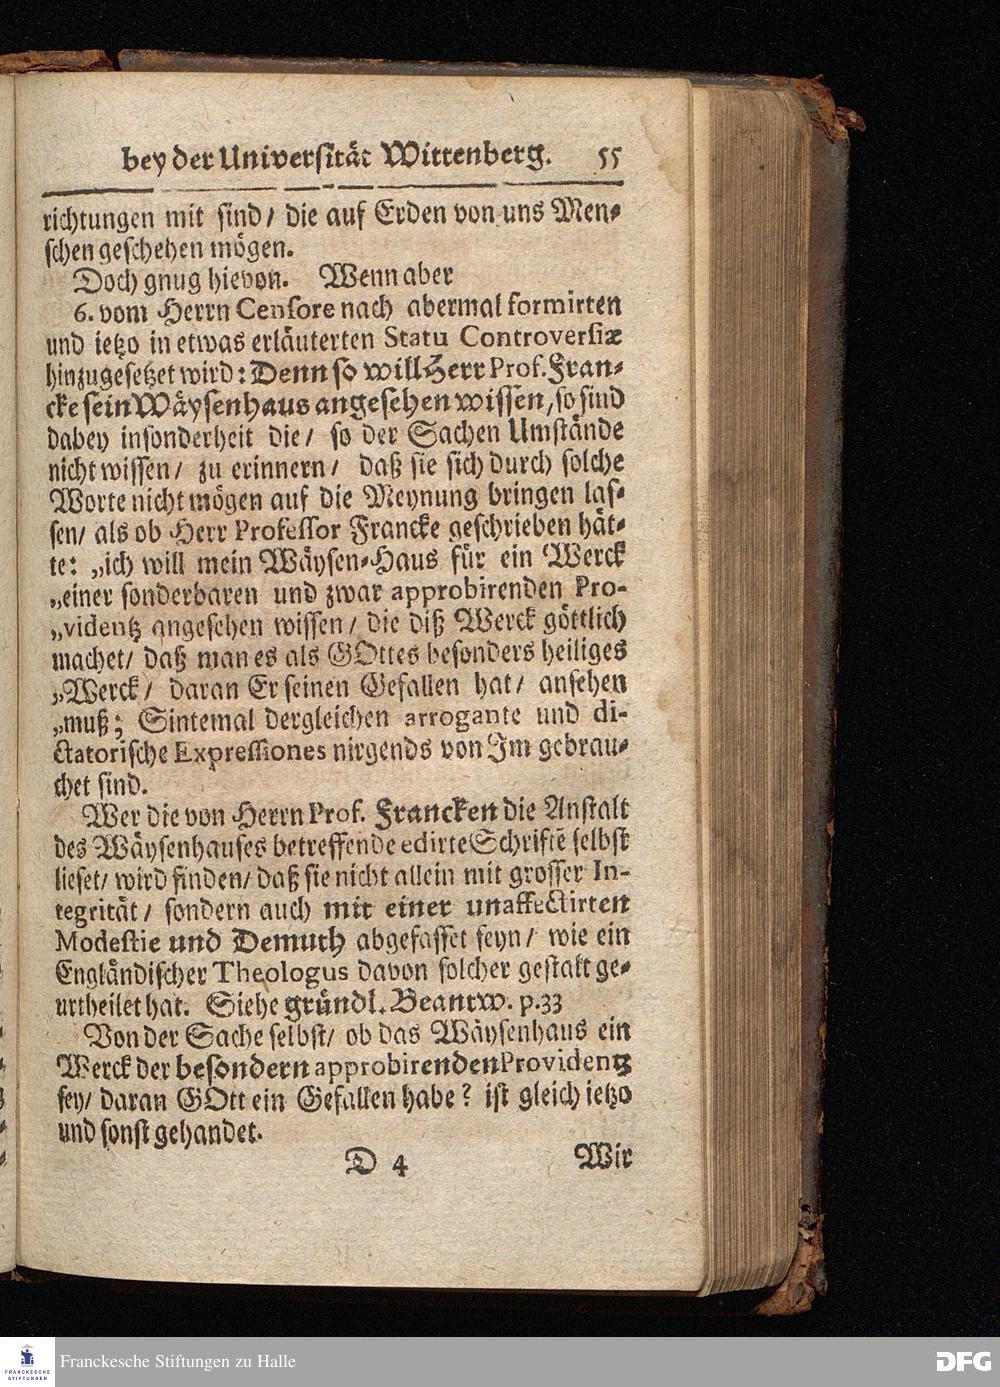 bey der Universität Wittenberg. 55
richtungen mit sind/ die auf Erden von uns Men⸗
schen geschehen mögen.
Doch gnug hievon. Wenn aber
6. vom Herrn Censore nach abermal formirten
und ietzo in etwas erläuterten Statu Controversiæ
hinzugesetzet wird: Denn so will Herr Prof. Fran⸗
cke sein Wäysenhaus angesehen wissen, so sind
dabey insonderheit die/ so der Sachen Umstände
nicht wissen/ zu erinnern/ daß sie sich durch solche
Worte nicht mögen auf die Meynung bringen las⸗
sen/ als ob Herr Professor Francke geschrieben hät⸗
te: „ich will mein Wäysen⸗Haus für ein Werck
„einer sonderbaren und zwar approbirenden Pro-
„videntz angesehen wissen/ die diß Werck göttlich
machet/ daß man es als GOttes besonders heiliges
„Werck/ daran Er seinen Gefallen hat/ ansehen
„muß; Sintemal dergleichen arrogante und di-
ctatorische Expressiones nirgends von Im gebrau⸗
chet sind.
Wer die von Herrn Prof. Francken die Anstalt
des Wäysenhauses betreffende edirte Schriftē selbst
lieset/ wird finden/ daß sie nicht allein mit grosser In-
tegrität/ sondern auch mit einer unaffectirten
Modestie und Demuth abgefasset seyn/ wie ein
Engländischer Theologus davon solcher gestalt ge⸗
urtheilet hat. Siehe gründl. Beantw. p. 33
Von der Sache selbst/ ob das Wäysenhaus ein
Werck der besondern approbirenden Providentz
sey/ daran GOtt ein Gefallen habe? ist gleich ietzo
und sonst gehandet.
D 4 Wir
FRANCKESCHE
STIFTUNGEN
Franckesche Stiftungen zu Halle
DFG